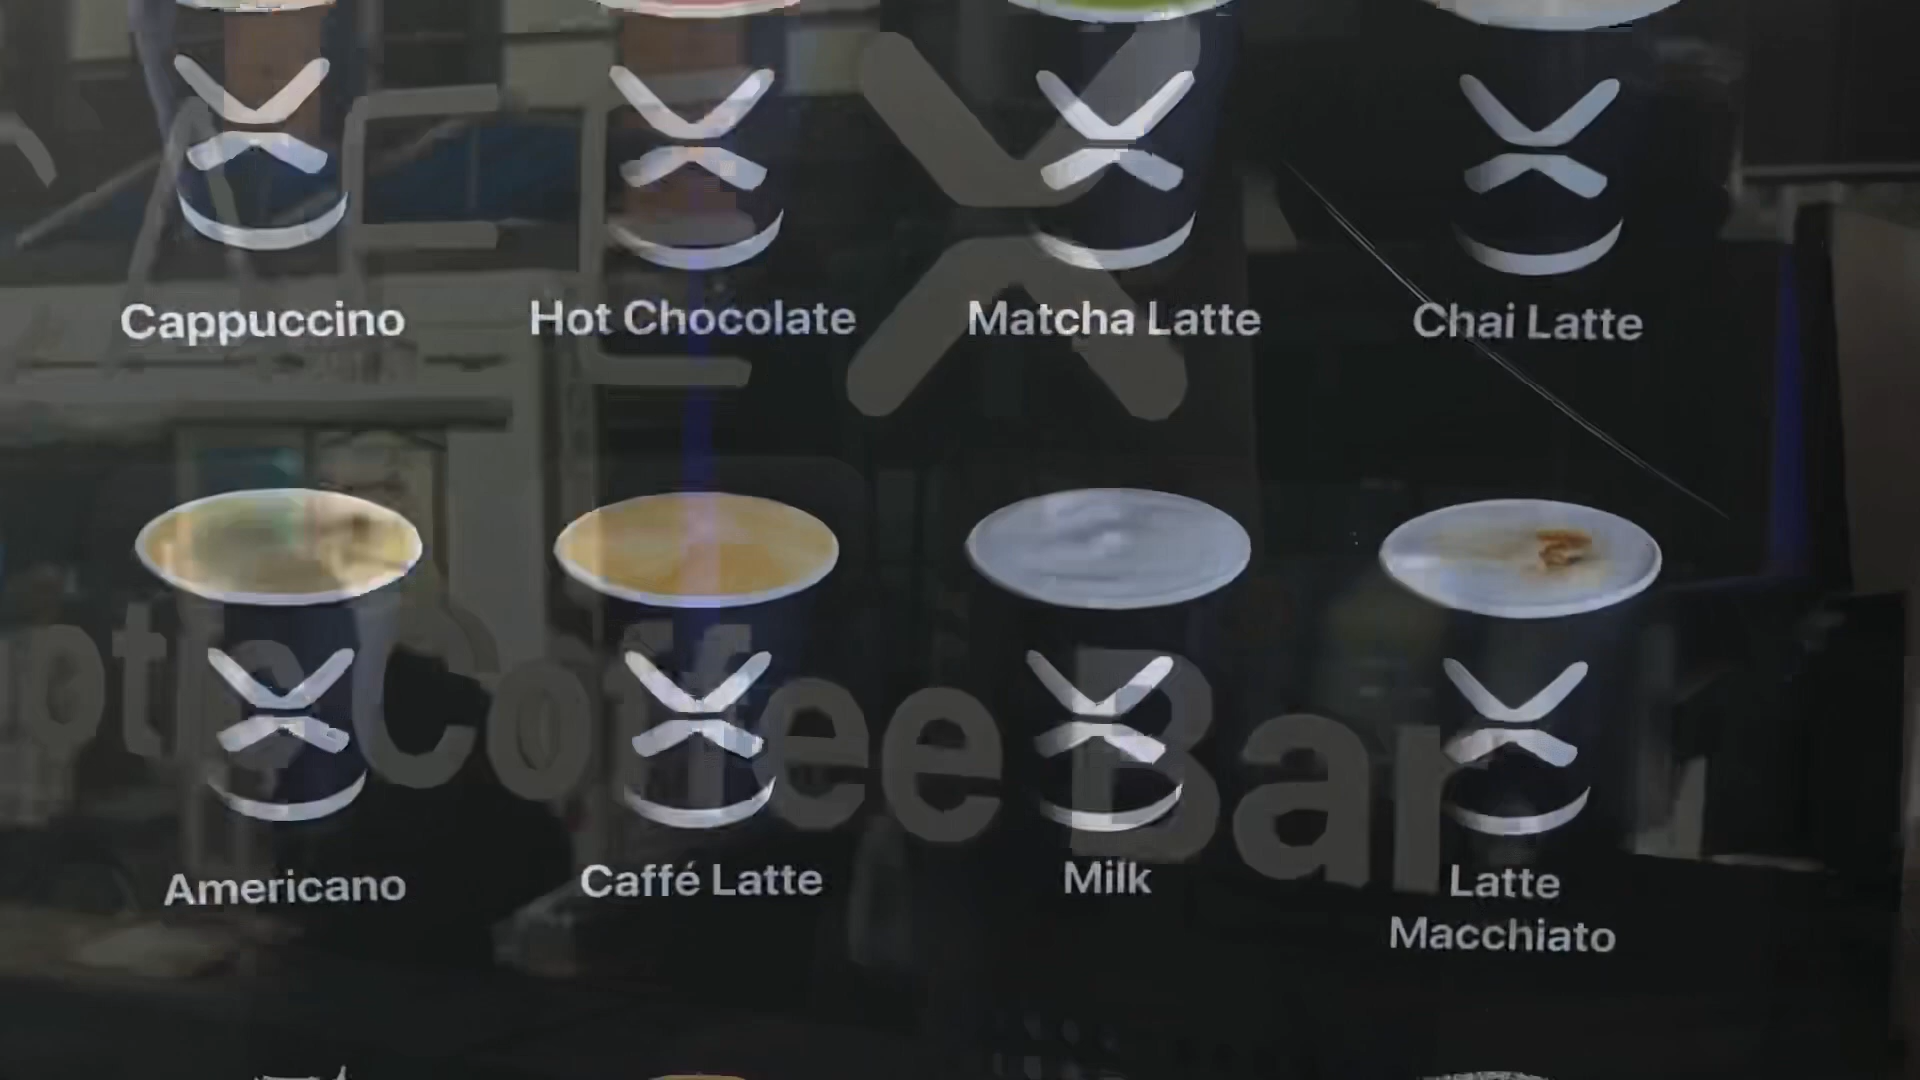 Cappuccino
Hot Chocolate
Matcha Latte
Chai Latte
Coffee Bar
Americano
Caffé Latte
Milk
Latte
Macchiato